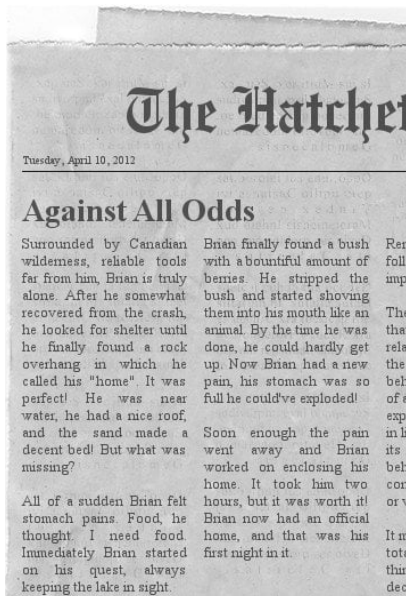 The Hatchet
Tuesday, April 10, 2012
Against All Odds
Surrounded by Canadian
wilderness, reliable tools
far from him, Brian is truly
alone. After he somewhat
recovered from the crash,
he looked for shelter until
he finally found a rock
overhang in which he
called his "home". It was
perfect! He was near
water, he had a nice roof,
and the sand made a
decent bed! But what was
missing?
All of a sudden Brian felt
stomach pains. Food, he
thought. I need food.
Immediately Brian started
on his quest, always
keeping the lake in sight.
Brian finally found a bush
with a bountiful amount of
berries. He stripped the
bush and started shoving
them into his mouth like an
animal. By the time he was
done, he could hardly get
up. Now Brian had a new
pain, his stomach was so
full he could've exploded!
Soon enough the pain
went away and Brian
worked on enclosing his
home. It took him two
hours, but it was worth it!
Brian now had an official
home, and that was his
first night in it.